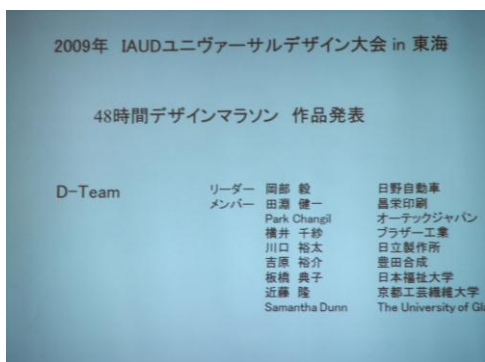 2009年 IAUDユニヴァーサルデザイン大会 in 東海
48時間デザインマラソン 作品発表
D-Team リーダー 岡部 毅 日野自動車
メンバー 田淵 健一 昌栄印刷
Park Changil オーテックジャパン
横井 千紗 ブラザー工業
川口 裕太 日立製作所
吉原 裕介 豊田合成
板橋 典子 日本福祉大学
近藤 隆 京都工芸繊維大学
Samantha Dunn The University of